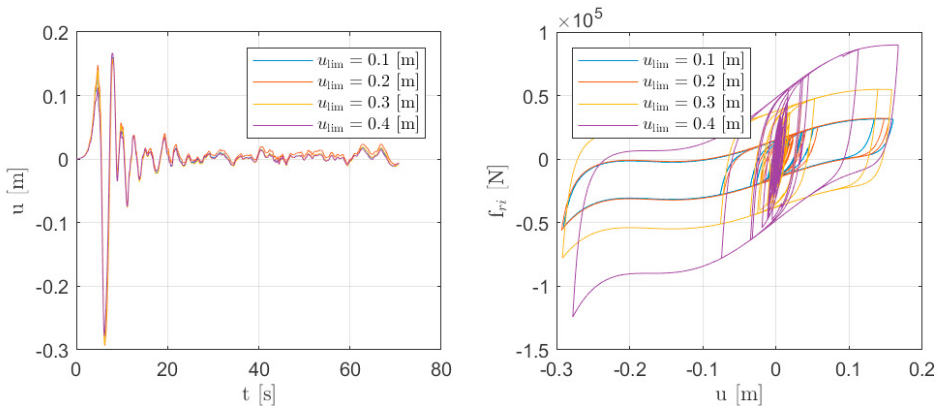 0.2
0.1
0
-0.1
-0.2
-0.3
u [m]
0 20 40 60 80
t [s]
u_lim = 0.1 [m]
u_lim = 0.2 [m]
u_lim = 0.3 [m]
u_lim = 0.4 [m]
×10^5
1
0.5
0
-0.5
-1
-1.5
f_ri [N]
-0.3 -0.2 -0.1 0 0.1 0.2
u [m]
u_lim = 0.1 [m]
u_lim = 0.2 [m]
u_lim = 0.3 [m]
u_lim = 0.4 [m]